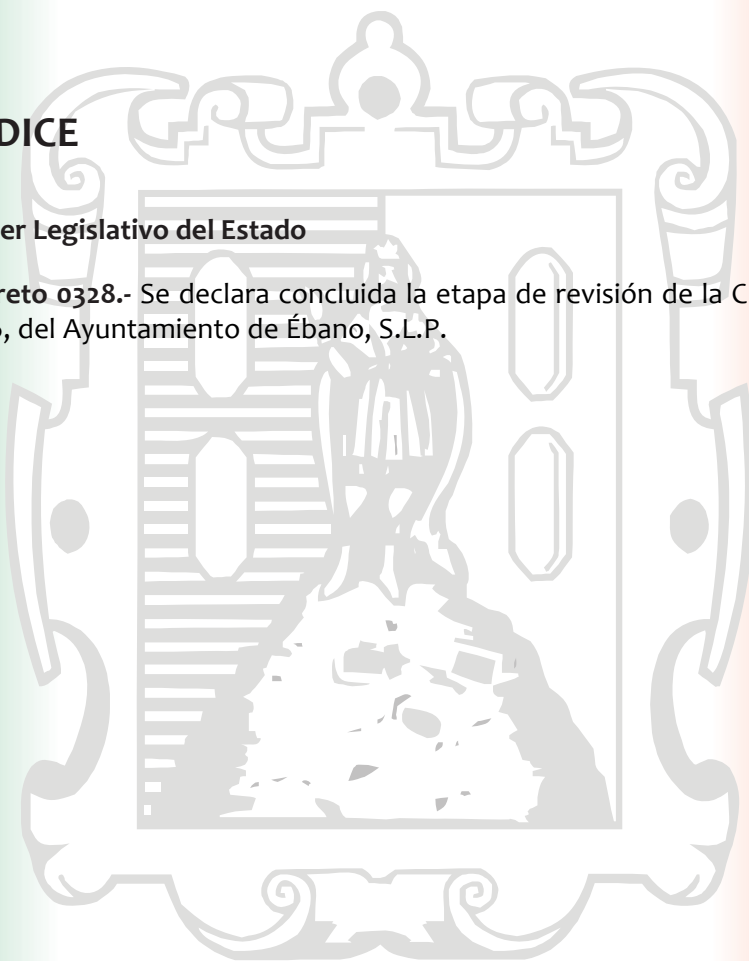 DICE
er Legislativo del Estado
reto 0328.- Se declara concluida la etapa de revisión de la C
, del Ayuntamiento de Ébano, S.L.P.